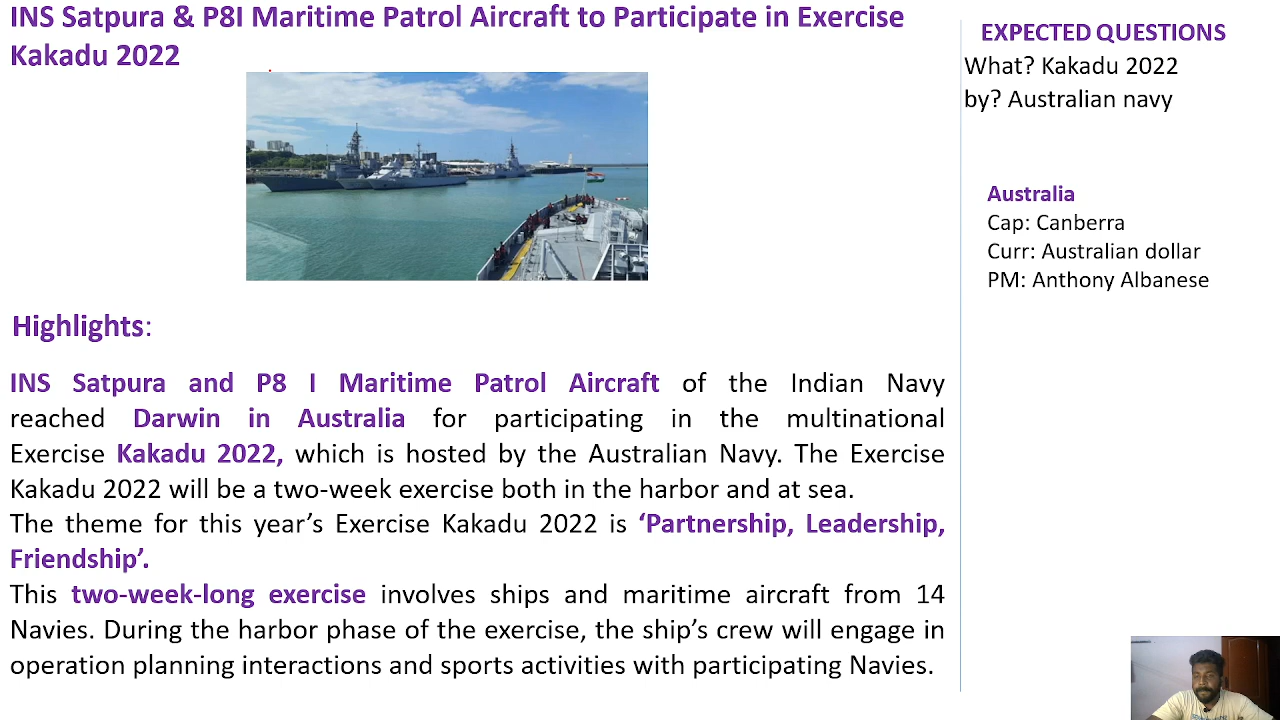 INS Satpura & P8I Maritime Patrol Aircraft to Participate in Exercise
Kakadu 2022
Highlights:
INS Satpura and P8 I Maritime Patrol Aircraft of the Indian Navy
reached Darwin in Australia for participating in the multinational
Exercise Kakadu 2022, which is hosted by the Australian Navy. The Exercise
Kakadu 2022 will be a two-week exercise both in the harbor and at sea.
The theme for this year’s Exercise Kakadu 2022 is ‘Partnership, Leadership,
Friendship’.
This two-week-long exercise involves ships and maritime aircraft from 14
Navies. During the harbor phase of the exercise, the ship’s crew will engage in
operation planning interactions and sports activities with participating Navies.
EXPECTED QUESTIONS
What? Kakadu 2022
by? Australian navy
Australia
Cap: Canberra
Curr: Australian dollar
PM: Anthony Albanese